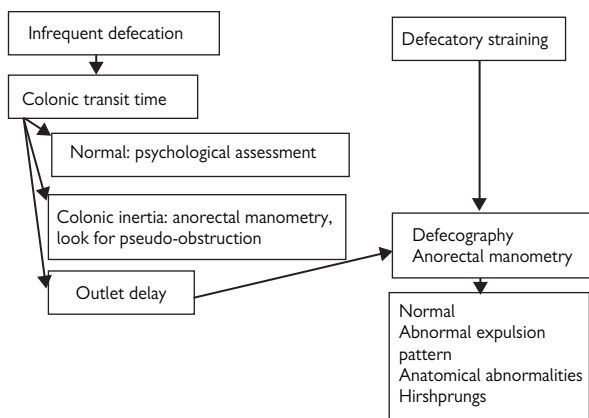 Infrequent defecation
Defecatory straining
Colonic transit time
Normal: psychological assessment
Colonic inertia: anorectal manometry,
look for pseudo-obstruction
Outlet delay
Defecography
Anorectal manometry
Normal
Abnormal expulsion
pattern
Anatomical abnormalities
Hirshprungs